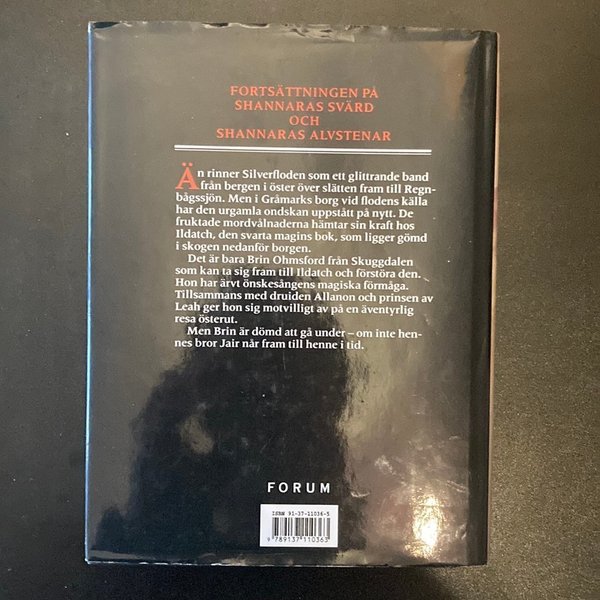 FORTSÄTTNINGEN PÅ
SHANNARAS SVÄRD
OCH
SHANNARAS ALVSTENAR
Än rinner Silverfloden som ett glittrande band
från bergen i öster över slätten fram till Regn-
bågssjön. Men i Gråmarks borg vid flodens källa
har den urgamla ondskan uppstått på nytt. De
fruktade mordvålnaderna hämtar sin kraft hos
Ildatch, den svarta magins bok, som ligger gömd
i skogen nedanför borgen.
Det är bara Brin Ohmsford från Skuggdalen
som kan ta sig fram till Ildatch och förstöra den.
Hon har ärvt önskesångens magiska förmåga.
Tillsammans med druiden Allanon och prinsen av
Leah ger hon sig motvilligt av på en äventyrlig
resa österut.
Men Brin är dömd att gå under – om inte hen-
nes bror Jair når fram till henne i tid.
FORUM
ISBN 91-37-11036-5
9 789137 110363